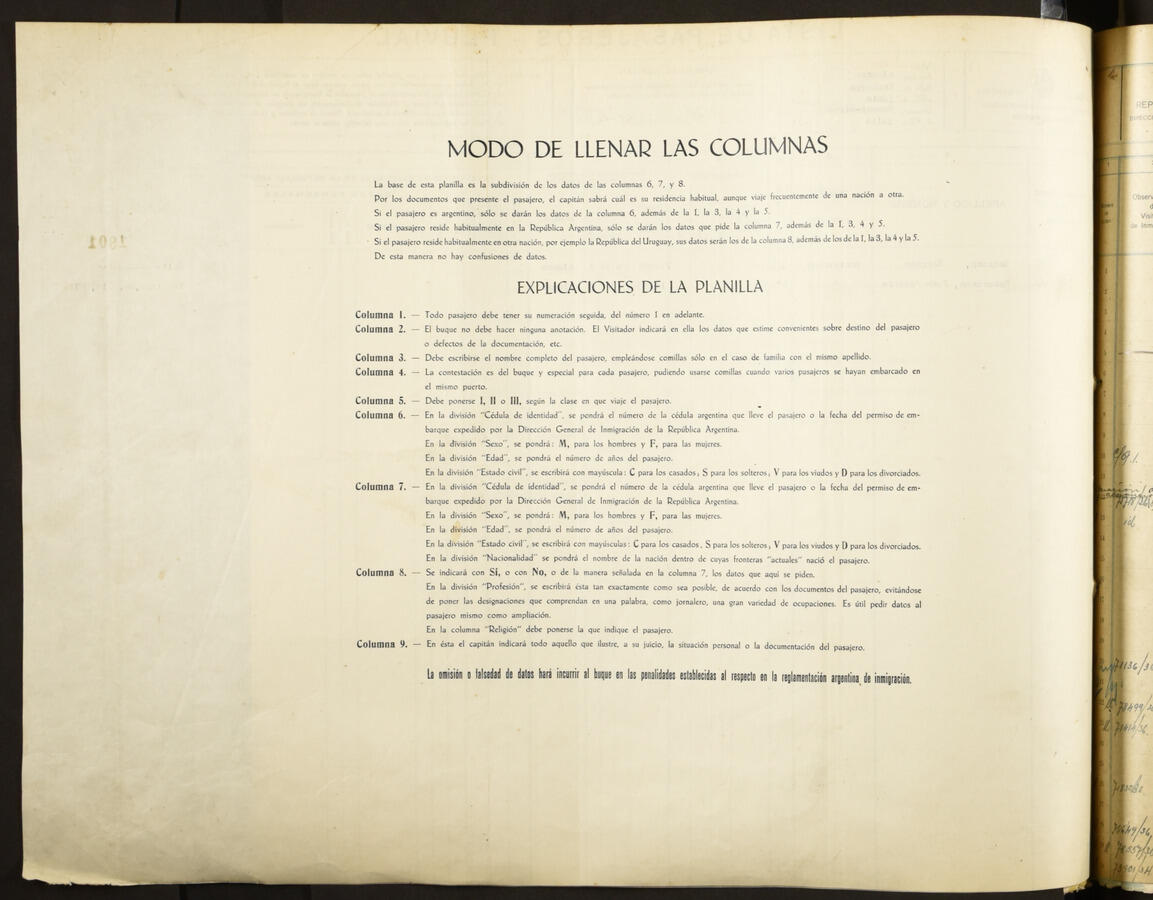 MODO DE LLENAR LAS COLUMNAS
La base de esta planilla es la subdivisión de los datos de las columnas 6, 7, y 8.
Por los documentos que presente el pasajero, el capitán sabrá cuál es su residencia habitual, aunque viaje frecuentemente de una nación a otra.
Si el pasajero es argentino, sólo se darán los datos de la columna 6, además de la 1, la 3, la 4 y la 5.
Si el pasajero reside habitualmente en la República Argentina, sólo se darán los datos que pide la columna 7, además de la 1, 3, 4 y 5.
Si el pasajero reside habitualmente en otra nación, por ejemplo la República del Uruguay, sus datos serán los de la columna 8, además de los de la 1, la 3, la 4 y la 5.
De esta manera no hay confusiones de datos.
EXPLICACIONES DE LA PLANILLA
Columna 1. — Todo pasajero debe tener su numeración seguida, del número 1 en adelante.
Columna 2. — El buque no debe hacer ninguna anotación. El Visitador indicará en ella los datos que estime convenientes sobre destino del pasajero
o defectos de la documentación, etc.
Columna 3. — Debe escribirse el nombre completo del pasajero, empleándose comillas sólo en el caso de familia con el mismo apellido.
Columna 4. — La contestación es del buque y especial para cada pasajero, pudiendo usarse comillas cuando varios pasajeros se hayan embarcado en
el mismo puerto.
Columna 5. — Debe ponerse I, II o III, según la clase en que viaje el pasajero.
Columna 6. — En la división "Cédula de identidad", se pondrá el número de la cédula argentina que lleve el pasajero o la fecha del permiso de em-
barque expedido por la Dirección General de Inmigración de la República Argentina.
En la división "Sexo", se pondrá: M, para los hombres y F, para las mujeres.
En la división "Edad", se pondrá el número de años del pasajero.
En la división "Estado civil", se escribirá con mayúscula: C para los casados; S para los solteros; V para los viudos y D para los divorciados.
Columna 7. — En la división "Cédula de identidad", se pondrá el número de la cédula argentina que lleve el pasajero o la fecha del permiso de em-
barque expedido por la Dirección General de Inmigración de la República Argentina.
En la división "Sexo", se pondrá: M, para los hombres y F, para las mujeres.
En la división "Edad", se pondrá el número de años del pasajero.
En la división "Estado civil", se escribirá con mayúsculas: C para los casados, S para los solteros; V para los viudos y D para los divorciados.
En la división "Nacionalidad" se pondrá el nombre de la nación dentro de cuyas fronteras "actuales" nació el pasajero.
Columna 8. — Se indicará con Sí, o con No, o de la manera señalada en la columna 7, los datos que aquí se piden.
En la división "Profesión", se escribirá ésta tan exactamente como sea posible, de acuerdo con los documentos del pasajero, evitándose
de poner las designaciones que comprendan en una palabra, como jornalero, una gran variedad de ocupaciones. Es útil pedir datos al
pasajero mismo como ampliación.
En la columna "Religión" debe ponerse la que indique el pasajero.
Columna 9. — En ésta el capitán indicará todo aquello que ilustre, a su juicio, la situación personal o la documentación del pasajero.
La omisión o falsedad de datos hará incurrir al buque en las penalidades establecidas al respecto en la reglamentación argentina de inmigración.